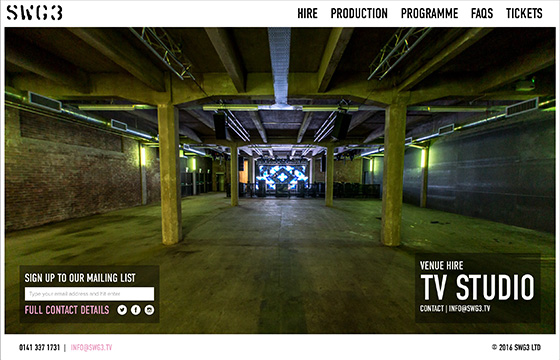 SWG3
HIRE PRODUCTION PROGRAMME FAQS TICKETS
SIGN UP TO OUR MAILING LIST
Type your email address and hit enter
FULL CONTACT DETAILS
VENUE HIRE
TV STUDIO
CONTACT | INFO@SWG3.TV
0141 337 1731 | INFO@SWG3.TV
© 2016 SWG3 LTD